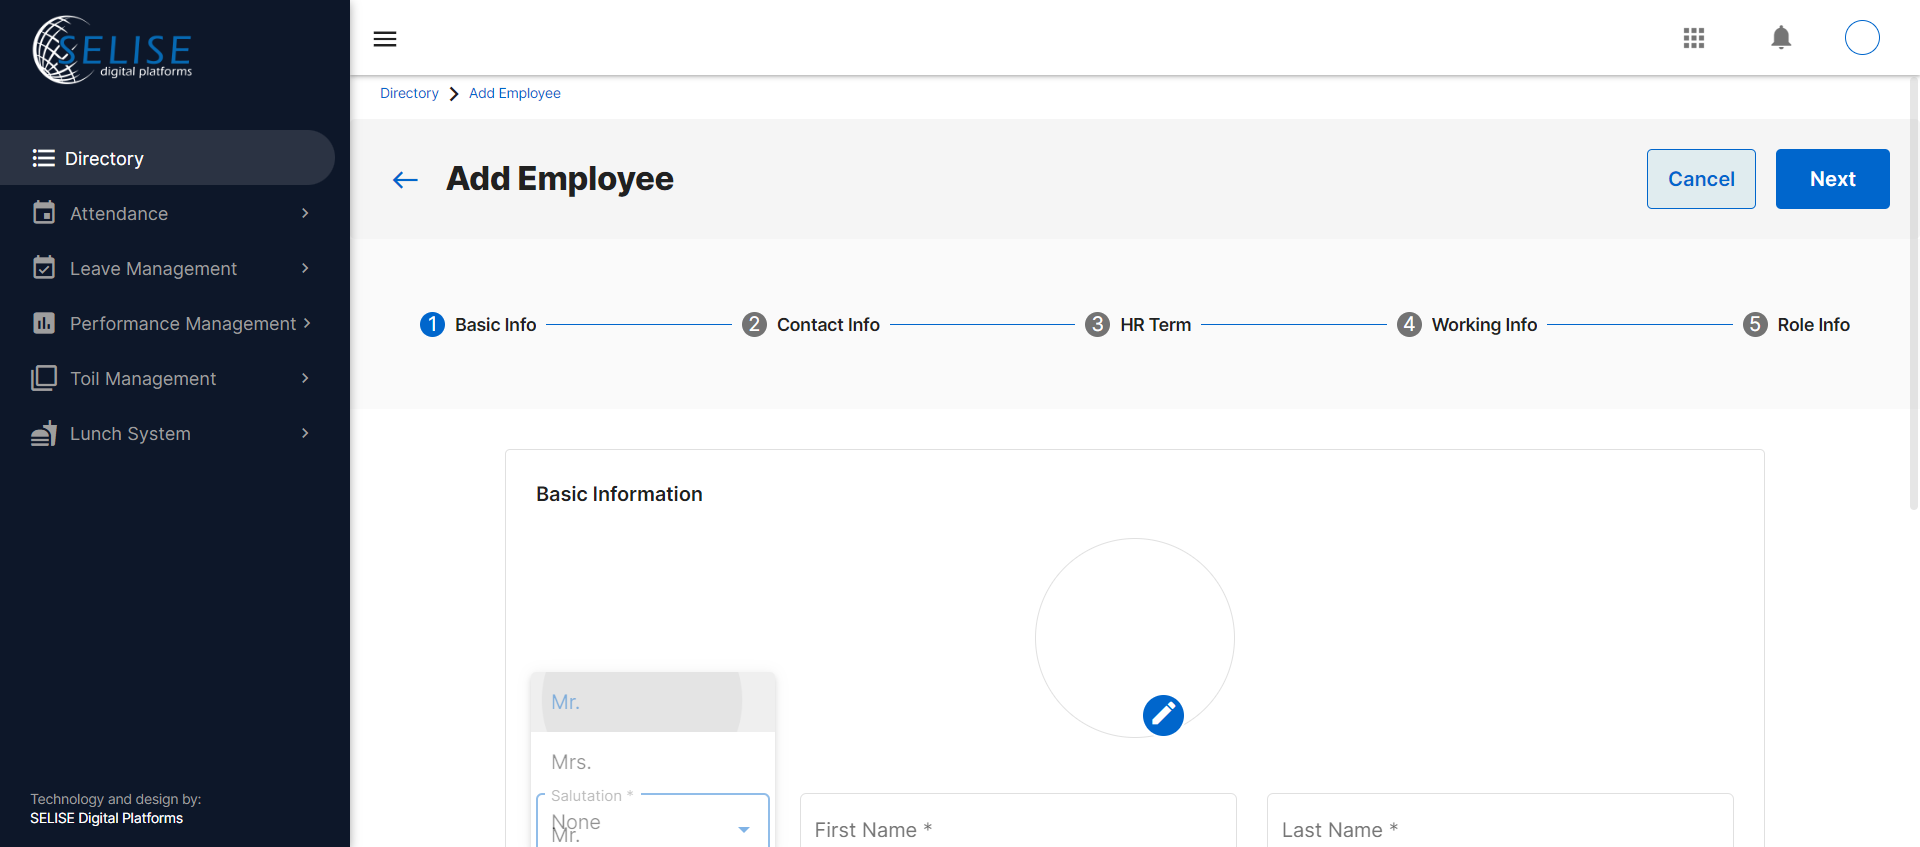 SELISE
digital platforms
Directory
Attendance
Leave Management
Performance Management
Toil Management
Lunch System
Technology and design by:
SELISE Digital Platforms
Directory
Add Employee
Add Employee
Cancel
Next
1 Basic Info
2 Contact Info
3 HR Term
4 Working Info
5 Role Info
Basic Information
Mr.
Mrs.
Salutation *
None
Mr.
First Name *
Last Name *